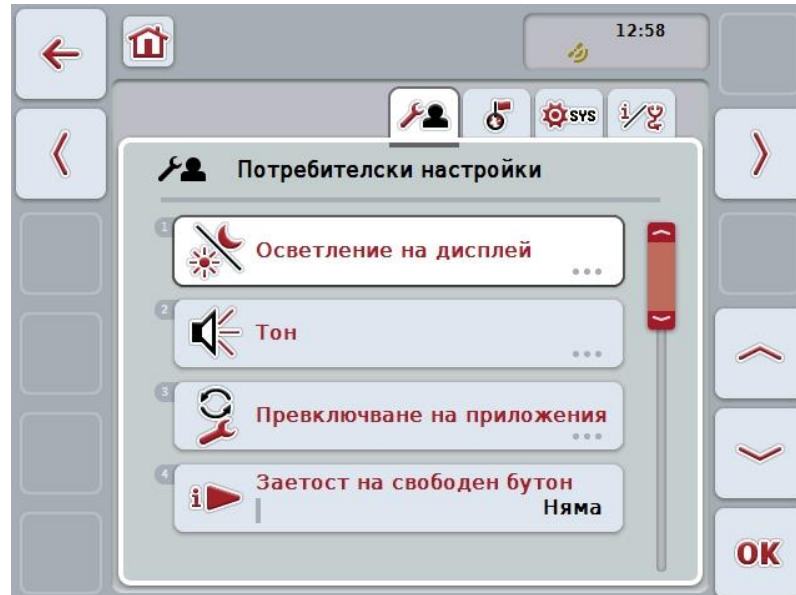 12:58
SYS
i
Потребителски настройки
1
Осветление на дисплей
2
Тон
3
Превключване на приложения
4
Заетост на свободен бутон
i
Няма
OK